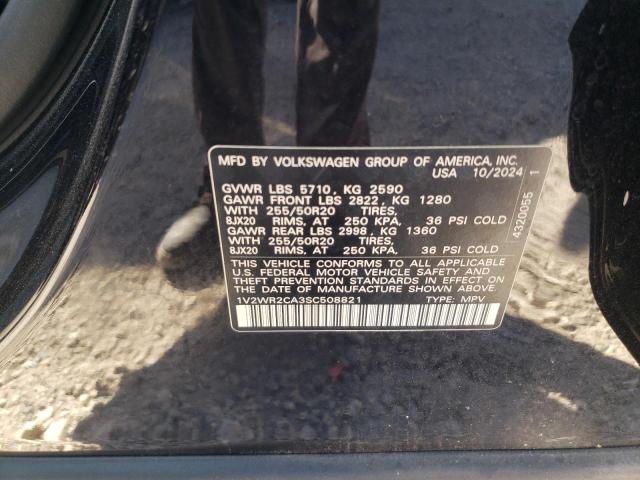 MFD BY VOLKSWAGEN GROUP OF AMERICA, INC.
USA 10/2024
GVWR LBS 5710, KG 2590
GAWR FRONT LBS 2822, KG 1280
WITH 255/50R20 TIRES,
8JX20 RIMS, AT 250 KPA, 36 PSI COLD
GAWR REAR LBS 2998, KG 1360
WITH 255/50R20 TIRES,
8JX20 RIMS, AT 250 KPA, 36 PSI COLD
THIS VEHICLE CONFORMS TO ALL APPLICABLE
U.S. FEDERAL MOTOR VEHICLE SAFETY AND
THEFT PREVENTION STANDARDS IN EFFECT ON
THE DATE OF MANUFACTURE SHOWN ABOVE
1V2WR2CA3SC508821 TYPE: MPV
4320055 1